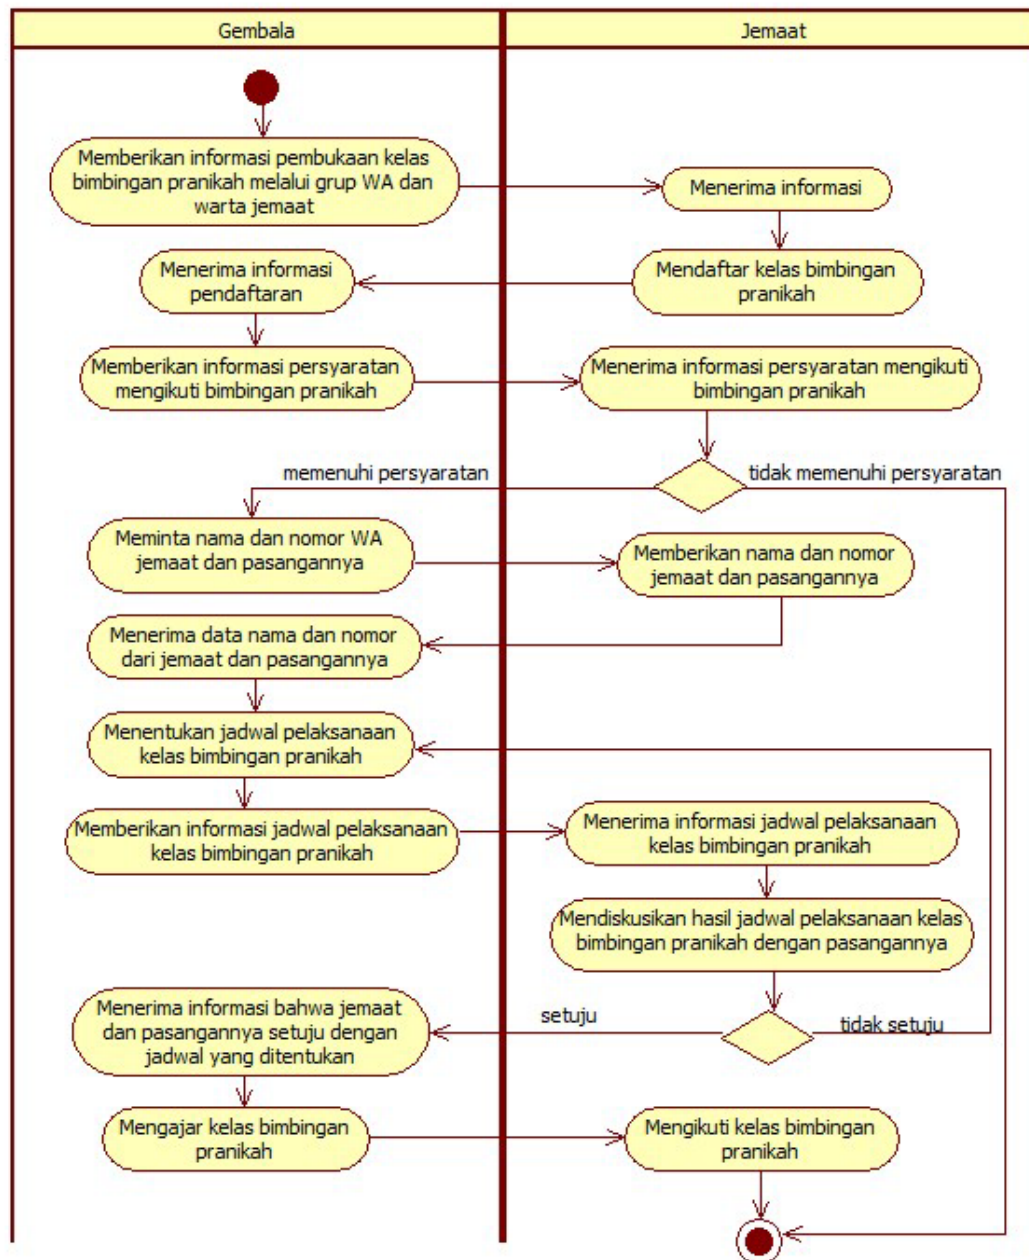 Gembala
Jemaat
Memberikan informasi pembukaan kelas
bimbingan pranikah melalui grup WA dan
warta jemaat
Menerima informasi
Mendaftar kelas bimbingan
pranikah
Menerima informasi
pendaftaran
Memberikan informasi persyaratan
mengikuti bimbingan pranikah
Menerima informasi persyaratan mengikuti
bimbingan pranikah
memenuhi persyaratan
tidak memenuhi persyaratan
Meminta nama dan nomor WA
jemaat dan pasangannya
Memberikan nama dan nomor
jemaat dan pasangannya
Menerima data nama dan nomor
dari jemaat dan pasangannya
Menentukan jadwal pelaksanaan
kelas bimbingan pranikah
Memberikan informasi jadwal pelaksanaan
kelas bimbingan pranikah
Menerima informasi jadwal pelaksanaan
kelas bimbingan pranikah
Mendiskusikan hasil jadwal pelaksanaan kelas
bimbingan pranikah dengan pasangannya
setuju
tidak setuju
Menerima informasi bahwa jemaat
dan pasangannya setuju dengan
jadwal yang ditentukan
Mengajar kelas bimbingan
pranikah
Mengikuti kelas bimbingan
pranikah